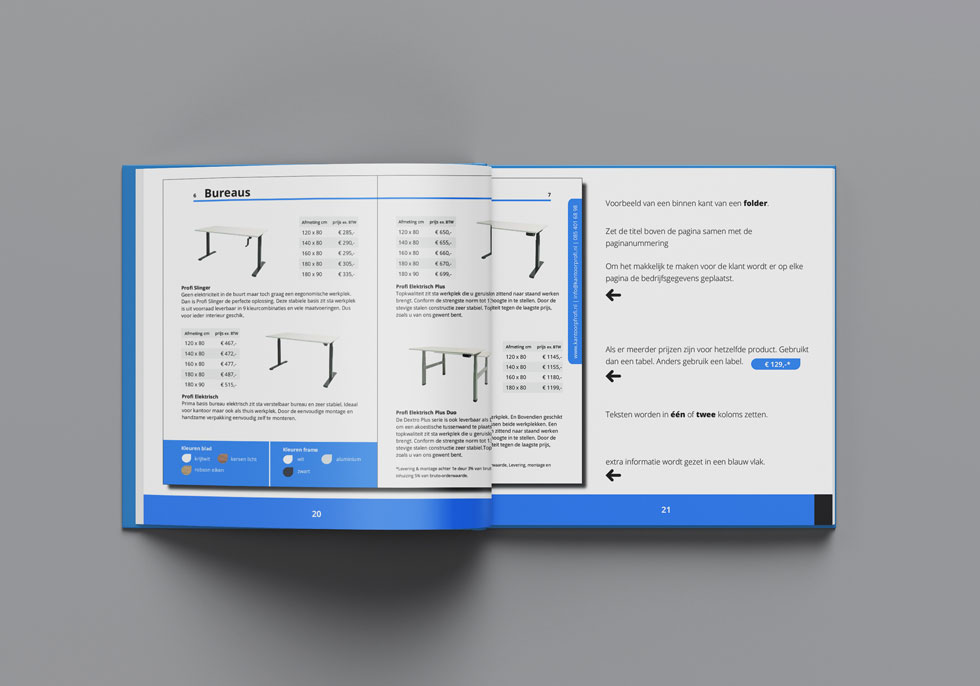 6 Bureaus
Afmeting cm prijs ex. BTW
120 x 80 € 285,-
140 x 80 € 290,-
160 x 80 € 295,-
180 x 80 € 305,-
180 x 90 € 335,-
Profi Slinger
Geen elektriciteit in de buurt maar toch graag een eegonomische werkplek.
Dan is Profi Slinger de perfecte oplossing. Deze stabiele basis zit sta werkplek
is uit voorraad leverbaar in 9 kleurcombinaties en vele maatvoeringen. Dus
voor ieder interieur geschik.
Afmeting cm prijs ex. BTW
120 x 80 € 467,-
140 x 80 € 472,-
160 x 80 € 477,-
180 x 80 € 487,-
180 x 90 € 515,-
Profi Elektrisch
Prima basis bureau elektrisch zit sta verstelbaar bureau en zeer stabiel. Ideaal
voor kantoor maar ook als thuis werkplek. Door de eenvoudige montage en
handzame verpakking eenvoudig zelf te monteren.
Kleuren blad
krijtwit kersen licht
robson eiken
Kleuren frame
wit aluminium
zwart
7
Afmeting cm prijs ex. BTW
120 x 80 € 650,-
140 x 80 € 655,-
160 x 80 € 660,-
180 x 80 € 670,-
180 x 90 € 699,-
Profi Elektrisch Plus
Topkwaliteit zit sta werkplek die u geruisloos zittend naar staand werken
brengt. Conform de strengste norm tot hoogte in te stellen. Door de
stevige stalen constructie zeer stabiel. Topkwaliteit tegen de laagste prijs,
zoals u van ons gewent bent.
Afmeting cm prijs ex. BTW
120 x 80 € 1145,-
140 x 80 € 1155,-
160 x 80 € 1180,-
180 x 80 € 1199,-
Profi Elektrisch Plus Duo
De Dextro Plus serie is ook leverbaar als werkplek. En Bovendien geschikt
om een akoestische tussenwand te plaatsen tussen beide werkplekken. Een
topkwaliteit zit sta werkplek die u geruisloos zittend naar staand werken
brengt. Conform de strengste norm tot hoogte in te stellen. Door de
stevige stalen constructie zeer stabiel. Topkwaliteit tegen de laagste prijs,
zoals u van ons gewent bent.
*Levering & montage achter 1e deur 3% van bruto orderwaarde, Levering, montage en
inhuizing 5% van bruto-orderwaarde.
www.kantoorprofi.nl | info@kantoorprofi.nl | 085 401 68 98
20
Voorbeeld van een binnen kant van een folder.
Zet de titel boven de pagina samen met de
paginanummering
Om het makkelijk te maken voor de klant wordt er op elke
pagina de bedrijfsgegevens geplaatst.
Als er meerder prijzen zijn voor hetzelfde product. Gebruikt
dan een tabel. Anders gebruik een label. € 129,-*
Teksten worden in één of twee koloms zetten.
extra informatie wordt gezet in een blauw vlak.
21